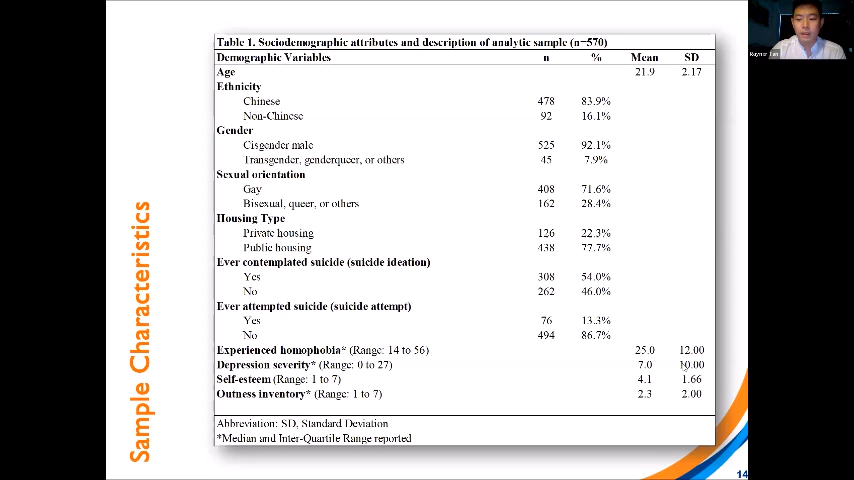 Table 1. Sociodemographic attributes and description of analytic sample (n=570)
Demographic Variables n % Mean SD
Age 21.9 2.17
Ethnicity
Chinese 478 83.9%
Non-Chinese 92 16.1%
Gender
Cisgender male 525 92.1%
Transgender, genderqueer, or others 45 7.9%
Sexual orientation
Gay 408 71.6%
Bisexual, queer, or others 162 28.4%
Housing Type
Private housing 126 22.3%
Public housing 438 77.7%
Ever contemplated suicide (suicide ideation)
Yes 308 54.0%
No 262 46.0%
Ever attempted suicide (suicide attempt)
Yes 76 13.3%
No 494 86.7%
Experienced homophobia* (Range: 14 to 56) 25.0 12.00
Depression severity* (Range: 0 to 27) 7.0 10.00
Self-esteem (Range: 1 to 7) 4.1 1.66
Outness inventory* (Range: 1 to 7) 2.3 2.00
Abbreviation: SD, Standard Deviation
*Median and Inter-Quartile Range reported
Sample Characteristics
14
Rayner Tan